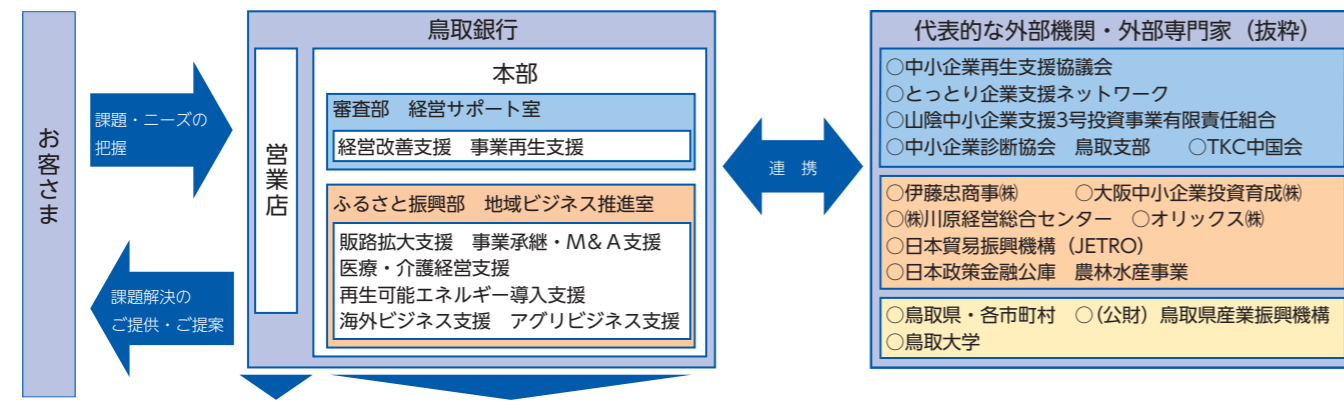 お客さま
課題・ニーズの
把握
課題解決の
ご提供・ご提案
鳥取銀行
営業店
本部
審査部　経営サポート室
経営改善支援　事業再生支援
ふるさと振興部　地域ビジネス推進室
販路拡大支援　事業承継・M＆A支援
医療・介護経営支援
再生可能エネルギー導入支援
海外ビジネス支援　アグリビジネス支援
連　携
代表的な外部機関・外部専門家（抜粋）
○中小企業再生支援協議会
○とっとり企業支援ネットワーク
○山陰中小企業支援3号投資事業有限責任組合
○中小企業診断協会　鳥取支部　　○TKC中国会
○伊藤忠商事㈱　　　○大阪中小企業投資育成㈱
○㈱川原経営総合センター　○オリックス㈱
○日本貿易振興機構（JETRO）
○日本政策金融公庫　農林水産事業
○鳥取県・各市町村　○（公財）鳥取県産業振興機構
○鳥取大学